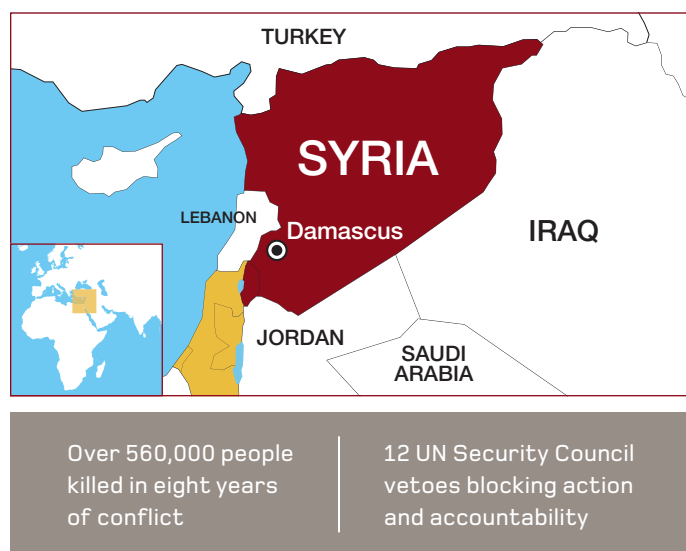 TURKEY
SYRIA
LEBANON
Damascus
IRAQ
JORDAN
SAUDI
ARABIA
Over 560,000 people
killed in eight years
of conflict
12 UN Security Council
vetoes blocking action
and accountability